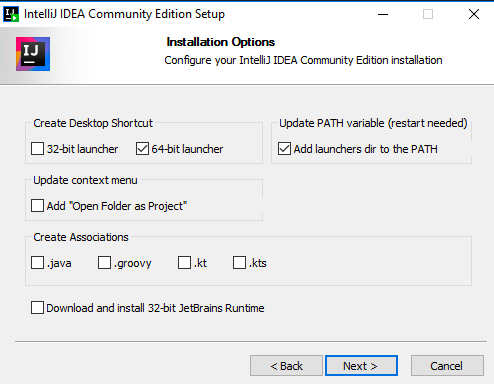 IntelliJ IDEA Community Edition Setup
IJ
Installation Options
Configure your IntelliJ IDEA Community Edition installation
Create Desktop Shortcut
32-bit launcher
64-bit launcher
Update PATH variable (restart needed)
Add launchers dir to the PATH
Update context menu
Add "Open Folder as Project"
Create Associations
.java .groovy .kt .kts
Download and install 32-bit JetBrains Runtime
< Back Next > Cancel